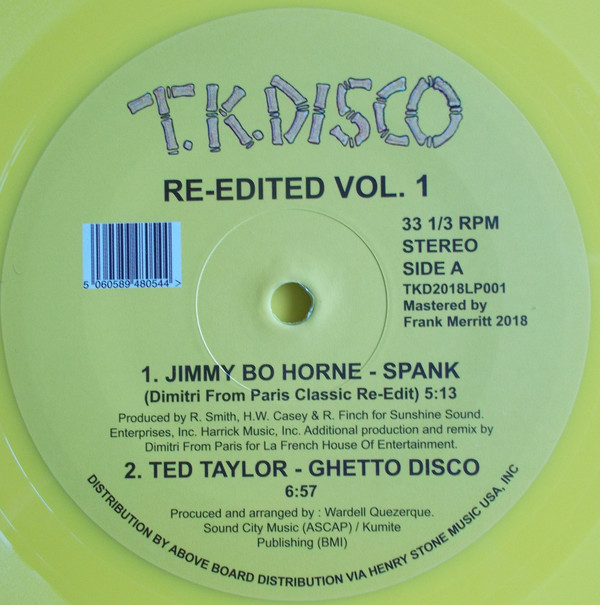 T.K.DISCO
RE-EDITED VOL. 1
5 060589 480544 >
33 1/3 RPM
STEREO
SIDE A
TKD2018LP001
Mastered by
Frank Merritt 2018
1. JIMMY BO HORNE - SPANK
(Dimitri From Paris Classic Re-Edit) 5:13
Produced by R. Smith, H.W. Casey & R. Finch for Sunshine Sound.
Enterprises, Inc. Harrick Music, Inc. Additional production and remix by
Dimitri From Paris for La French House Of Entertainment.
2. TED TAYLOR - GHETTO DISCO
6:57
Procuced and arranged by : Wardell Quezerque.
Sound City Music (ASCAP) / Kumite
Publishing (BMI)
DISTRIBUTION BY ABOVE BOARD DISTRIBUTION VIA HENRY STONE MUSIC USA, INC